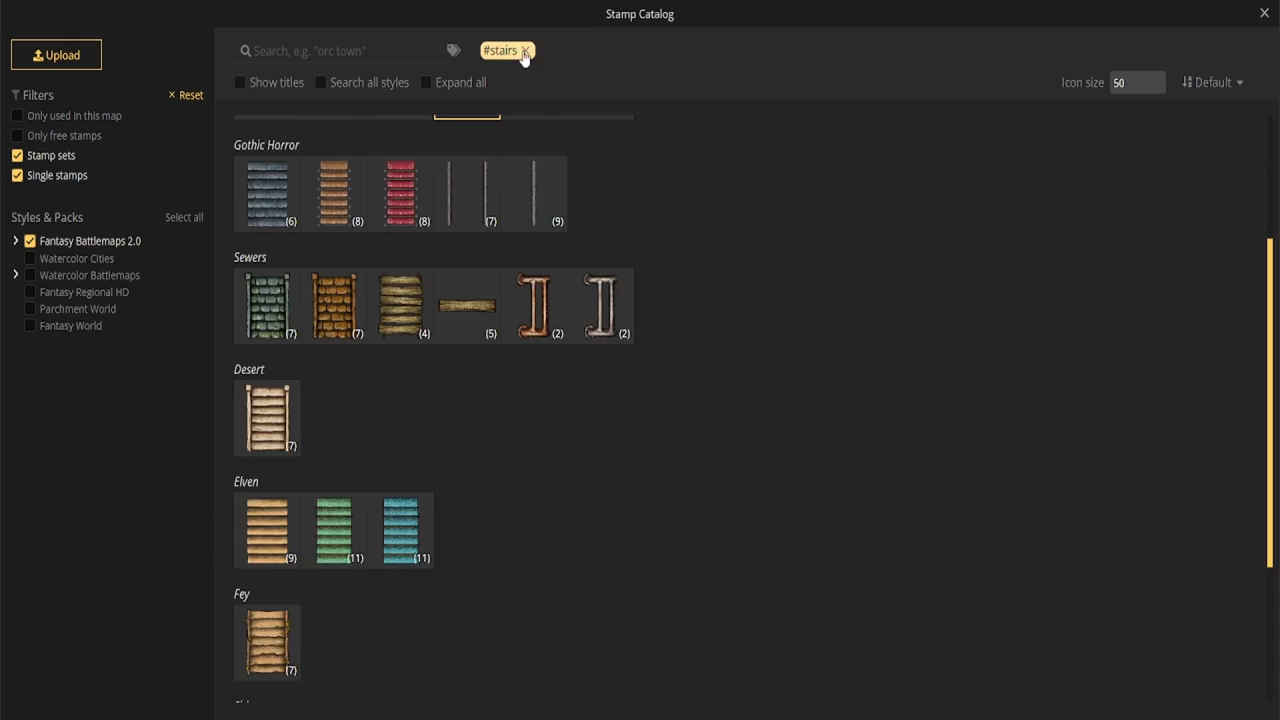 Stamp Catalog
Upload
Search, e.g. "orc town"
#stairs
Show titles
Search all styles
Expand all
Icon size
50
Default
Filters
Reset
Only used in this map
Only free stamps
Stamp sets
Single stamps
Styles & Packs
Select all
Fantasy Battlemaps 2.0
Watercolor Cities
Watercolor Battlemaps
Fantasy Regional HD
Parchment World
Fantasy World
Gothic Horror
(6)
(8)
(8)
(7)
(9)
Sewers
(7)
(7)
(4)
(5)
(2)
(2)
Desert
7)
Elven
(9)
(11)
(11)
Fey
(7)